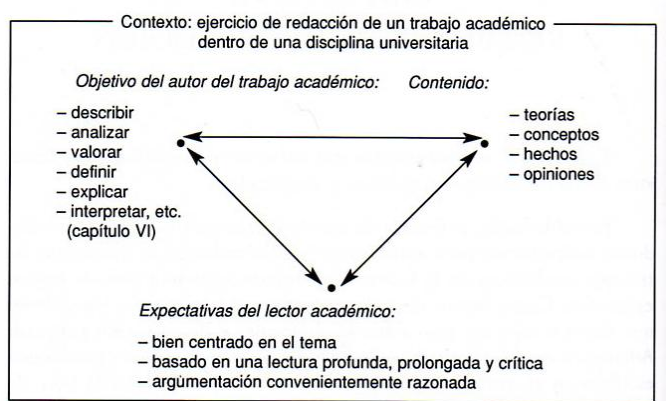 Contexto: ejercicio de redacción de un trabajo académico
dentro de una disciplina universitaria
Objetivo del autor del trabajo académico:
– describir
– analizar
– valorar
– definir
– explicar
– interpretar, etc.
(capítulo VI)
Contenido:
– teorías
– conceptos
– hechos
– opiniones
Expectativas del lector académico:
– bien centrado en el tema
– basado en una lectura profunda, prolongada y crítica
– argumentación convenientemente razonada